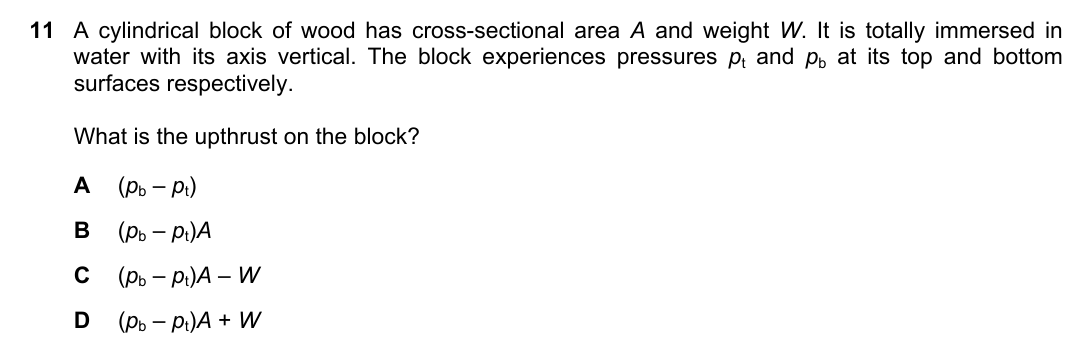 11 A cylindrical block of wood has cross-sectional area A and weight W. It is totally immersed in
water with its axis vertical. The block experiences pressures pt and pb at its top and bottom
surfaces respectively.
What is the upthrust on the block?
A (pb – pt)
B (pb – pt)A
C (pb – pt)A – W
D (pb – pt)A + W